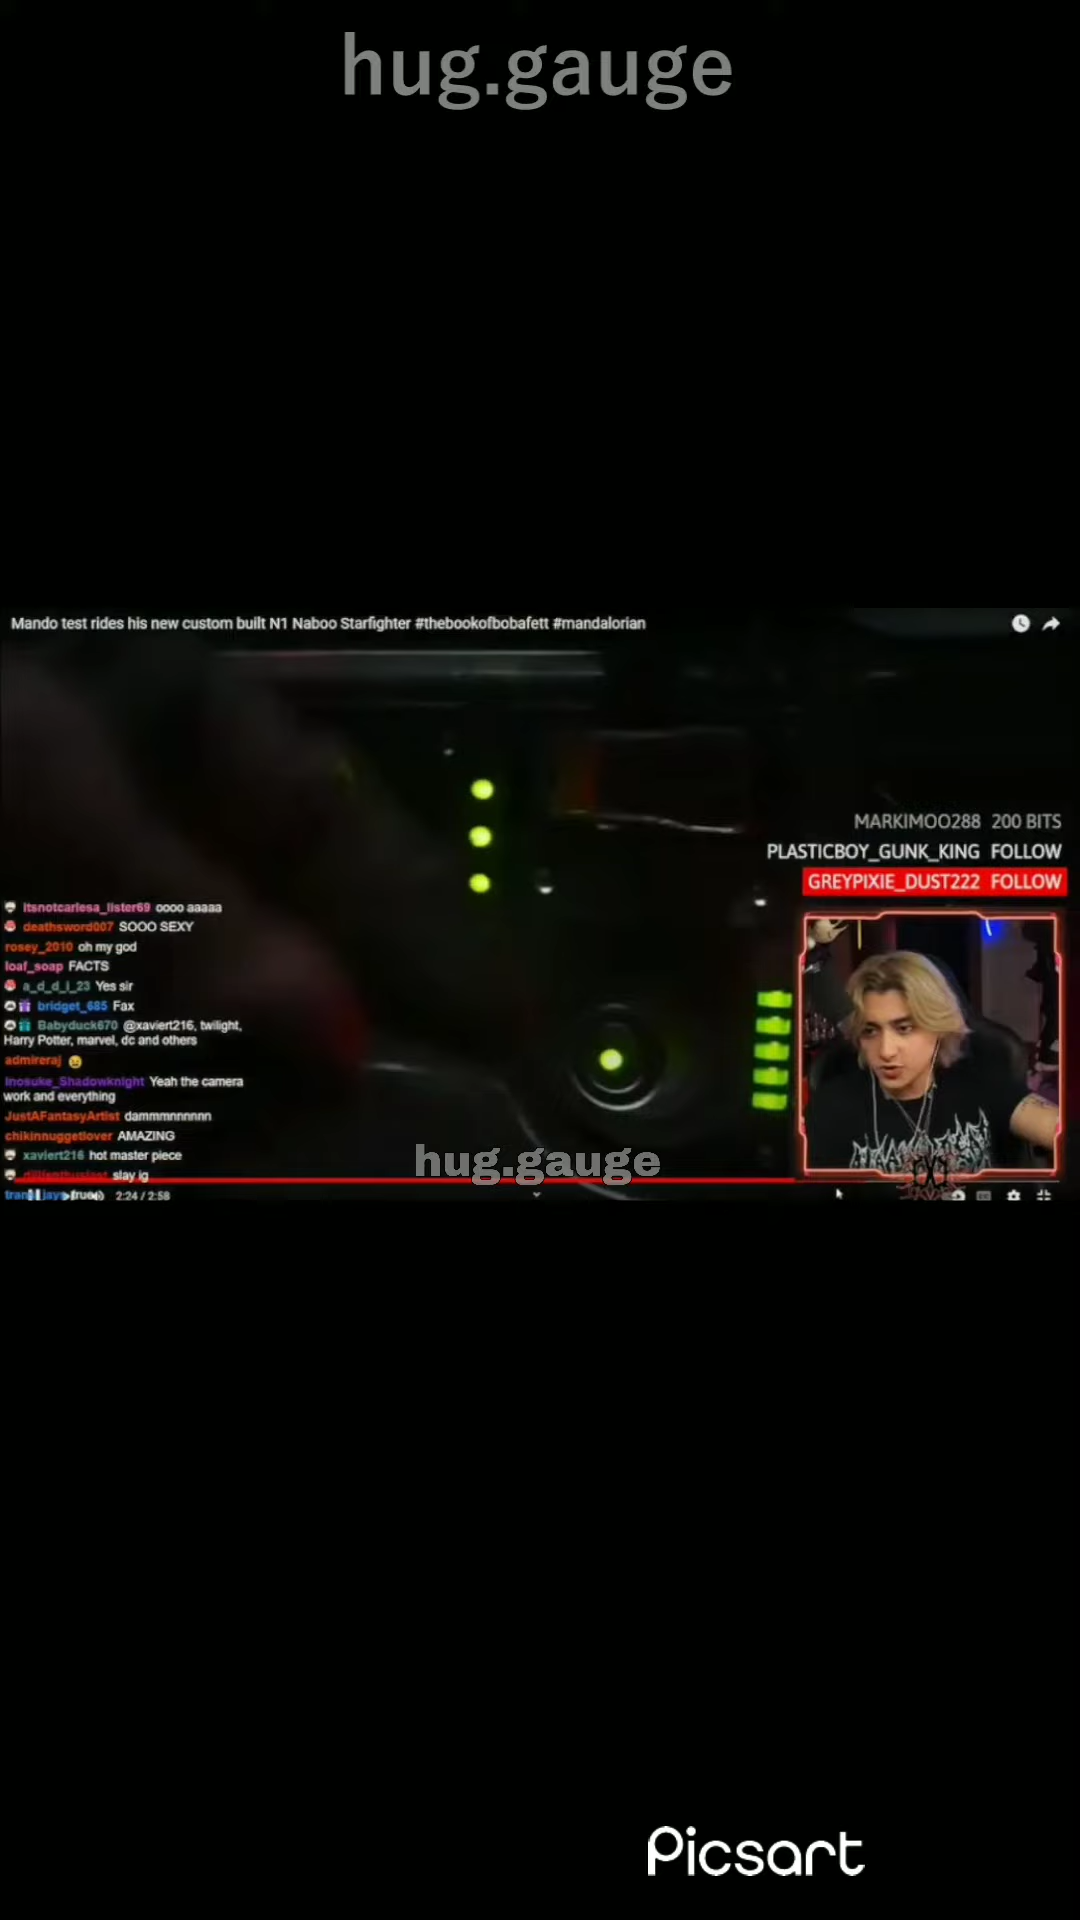 hug.gauge
Mando test rides his new custom built N1 Naboo Starfighter #thebookofbobafett #mandalorian
MARKIMOO288 200 BITS
PLASTICBOY_GUNK_KING FOLLOW
GREYPIXIE_DUST222 FOLLOW
itsnotcarlesa_lister69 oooo aaaaa
deathsword007 SOOO SEXY
rosey_2010 oh my god
loaf_soap FACTS
a_d_d_i_23 Yes sir
bridget_685 Fax
Babyduck670 @xaviert216, twilight,
Harry Potter, marvel, dc and others
admireraj
Inosuke_Shadowknight Yeah the camera
work and everything
JustAFantasyArtist dammmnnnnnn
chikinnuggetlover AMAZING
xaviert216 hot master piece
slay ig
true
2:24 / 2:58
hug.gauge
Picsart